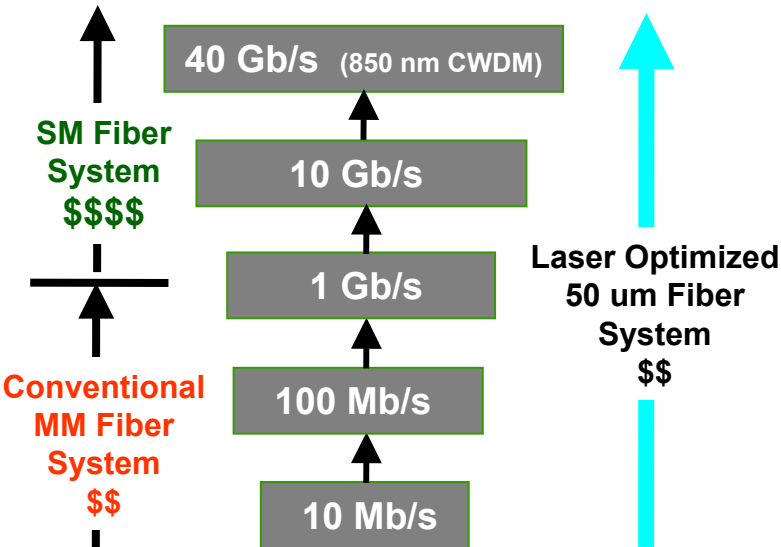 40 Gb/s (850 nm CWDM)
SM Fiber
System
$$$$
10 Gb/s
1 Gb/s
Laser Optimized
50 um Fiber
System
$$
Conventional
MM Fiber
System
$$
100 Mb/s
10 Mb/s